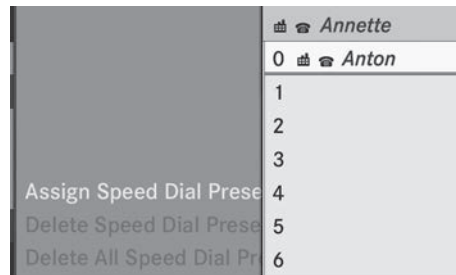 Annette
0 Anton
1
2
3
Assign Speed Dial Prese 4
Delete Speed Dial Prese 5
Delete All Speed Dial Pr 6